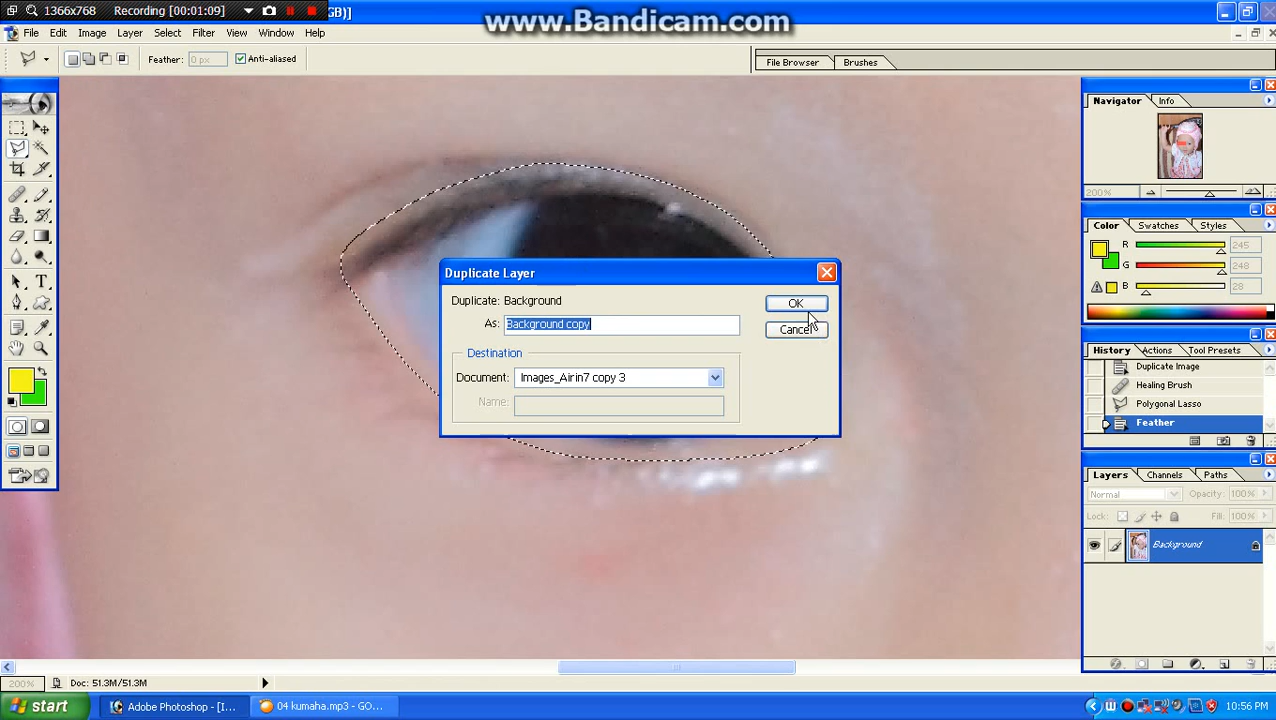 1366x768 Recording [00:01:09] GB)]
www.Bandicam.com
File Edit Image Layer Select Filter View Window Help
Feather: 0 px Anti-aliased File Browser Brushes
Navigator Info
200%
Color Swatches Styles
R 245
G 248
B 28
Duplicate Layer
Duplicate: Background
As: Background copy
OK
Cancel
Destination
Document: Images_Airin7 copy 3
Name:
History Actions Tool Presets
Duplicate Image
Healing Brush
Polygonal Lasso
Feather
Layers Channels Paths
Normal Opacity: 100%
Lock: Fill: 100%
Background
200% Doc: 51.3M/51.3M
start Adobe Photoshop - [I... 04 kumaha.mp3 - GO... 10:56 PM